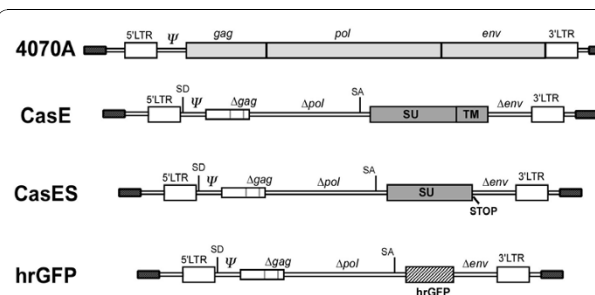 5'LTR Ψ gag pol env 3'LTR
4070A
5'LTR SD Ψ Δgag Δpol SA Δenv 3'LTR
CasE SU TM
5'LTR SD Ψ Δgag Δpol SA Δenv 3'LTR
CasES SU
STOP
5'LTR SD Ψ Δgag Δpol SA Δenv 3'LTR
hrGFP
hrGFP